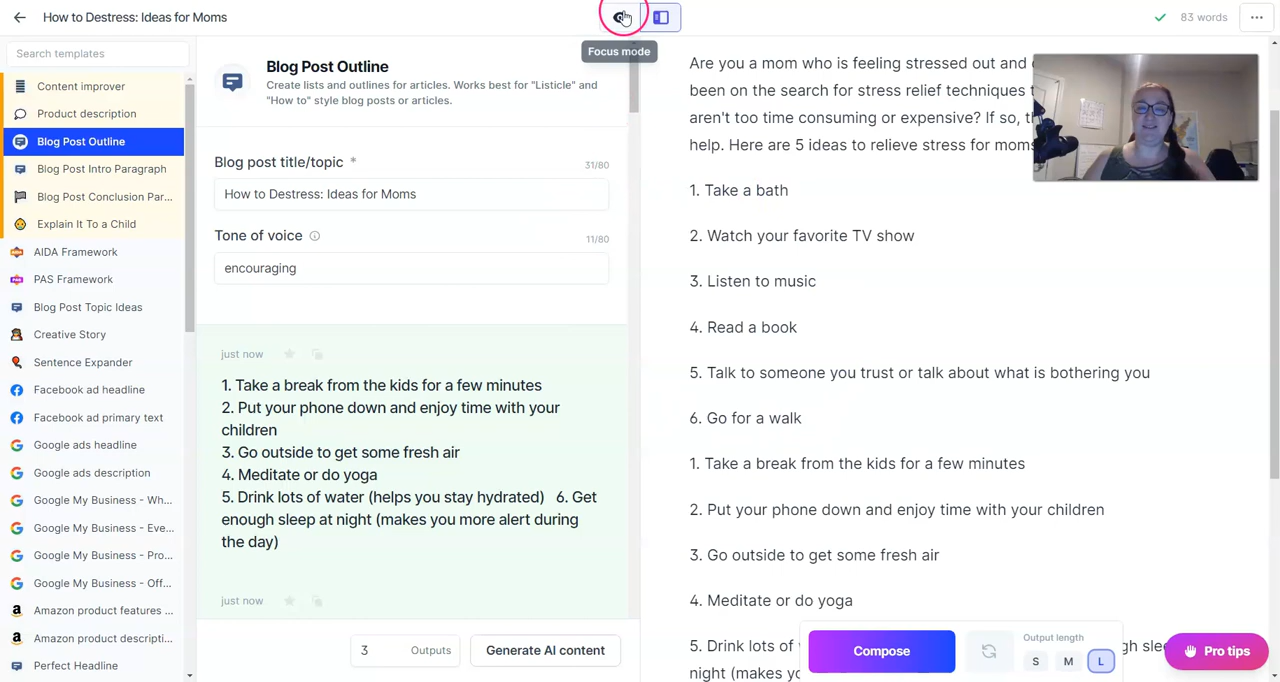 How to Destress: Ideas for Moms
83 words
Focus mode
Search templates
Content improver
Product description
Blog Post Outline
Blog Post Intro Paragraph
Blog Post Conclusion Par...
Explain It To a Child
AIDA Framework
PAS Framework
Blog Post Topic Ideas
Creative Story
Sentence Expander
Facebook ad headline
Facebook ad primary text
Google ads headline
Google ads description
Google My Business - Wh...
Google My Business - Eve...
Google My Business - Pro...
Google My Business - Off...
Amazon product features ...
Amazon product descripti...
Perfect Headline
Blog Post Outline
Create lists and outlines for articles. Works best for "Listicle" and
"How to" style blog posts or articles.
Blog post title/topic *
31/80
How to Destress: Ideas for Moms
Tone of voice
11/80
encouraging
just now
1. Take a break from the kids for a few minutes
2. Put your phone down and enjoy time with your
children
3. Go outside to get some fresh air
4. Meditate or do yoga
5. Drink lots of water (helps you stay hydrated) 6. Get
enough sleep at night (makes you more alert during
the day)
just now
3 Outputs
Generate AI content
Are you a mom who is feeling stressed out and
been on the search for stress relief techniques
aren't too time consuming or expensive? If so,
help. Here are 5 ideas to relieve stress for moms
1. Take a bath
2. Watch your favorite TV show
3. Listen to music
4. Read a book
5. Talk to someone you trust or talk about what is bothering you
6. Go for a walk
1. Take a break from the kids for a few minutes
2. Put your phone down and enjoy time with your children
3. Go outside to get some fresh air
4. Meditate or do yoga
5. Drink lots of
night (makes
Compose
Output length
S M L
Pro tips